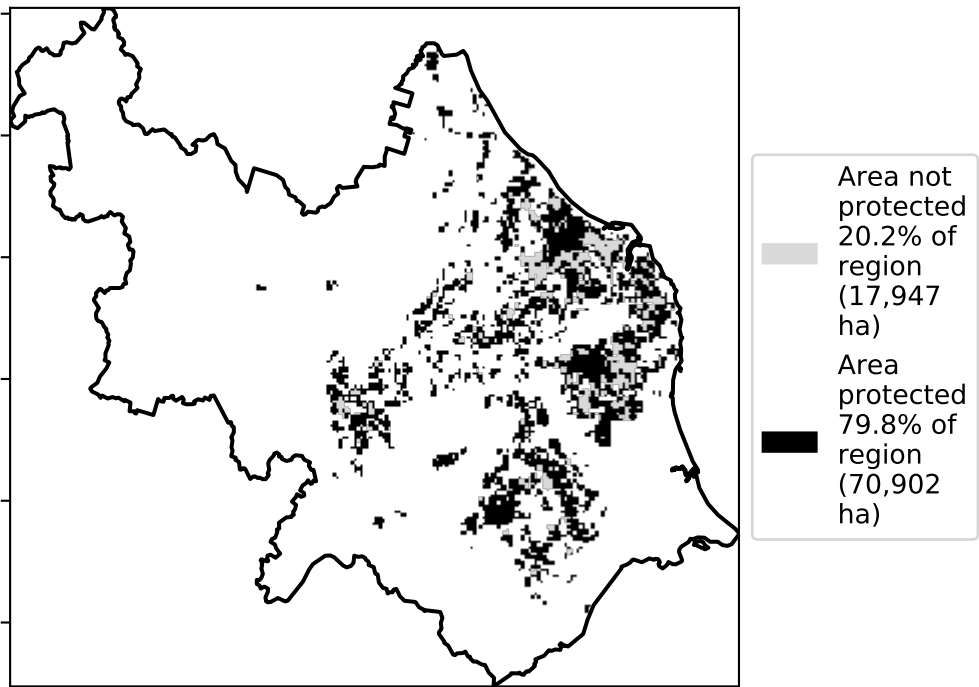 Area not
protected
20.2% of
region
(17,947
ha)
Area
protected
79.8% of
region
(70,902
ha)